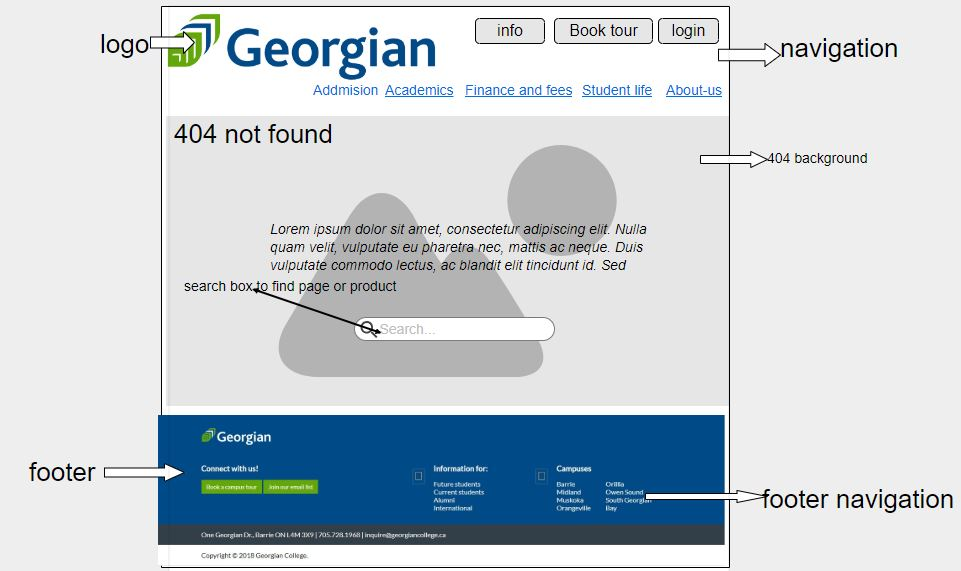 logo
Georgian
info
Book tour
login
navigation
Addmision Academics Finance and fees Student life About-us
404 not found
404 background
Lorem ipsum dolor sit amet, consectetur adipiscing elit. Nulla
quam velit, vulputate eu pharetra nec, mattis ac neque. Duis
vulputate commodo lectus, ac blandit elit tincidunt id. Sed
search box to find page or product
Search...
Georgian
footer
Connect with us!
Book a campus tour
Join our email list
Information for:
Future students
Current students
Alumni
International
Campuses
Barrie
Midland
Muskoka
Orangeville
Orillia
Owen Sound
South Georgian
Bay
footer navigation
One Georgian Dr., Barrie ON L4M 3X9 | 705.728.1968 | inquire@georgiancollege.ca
Copyright © 2018 Georgian College.